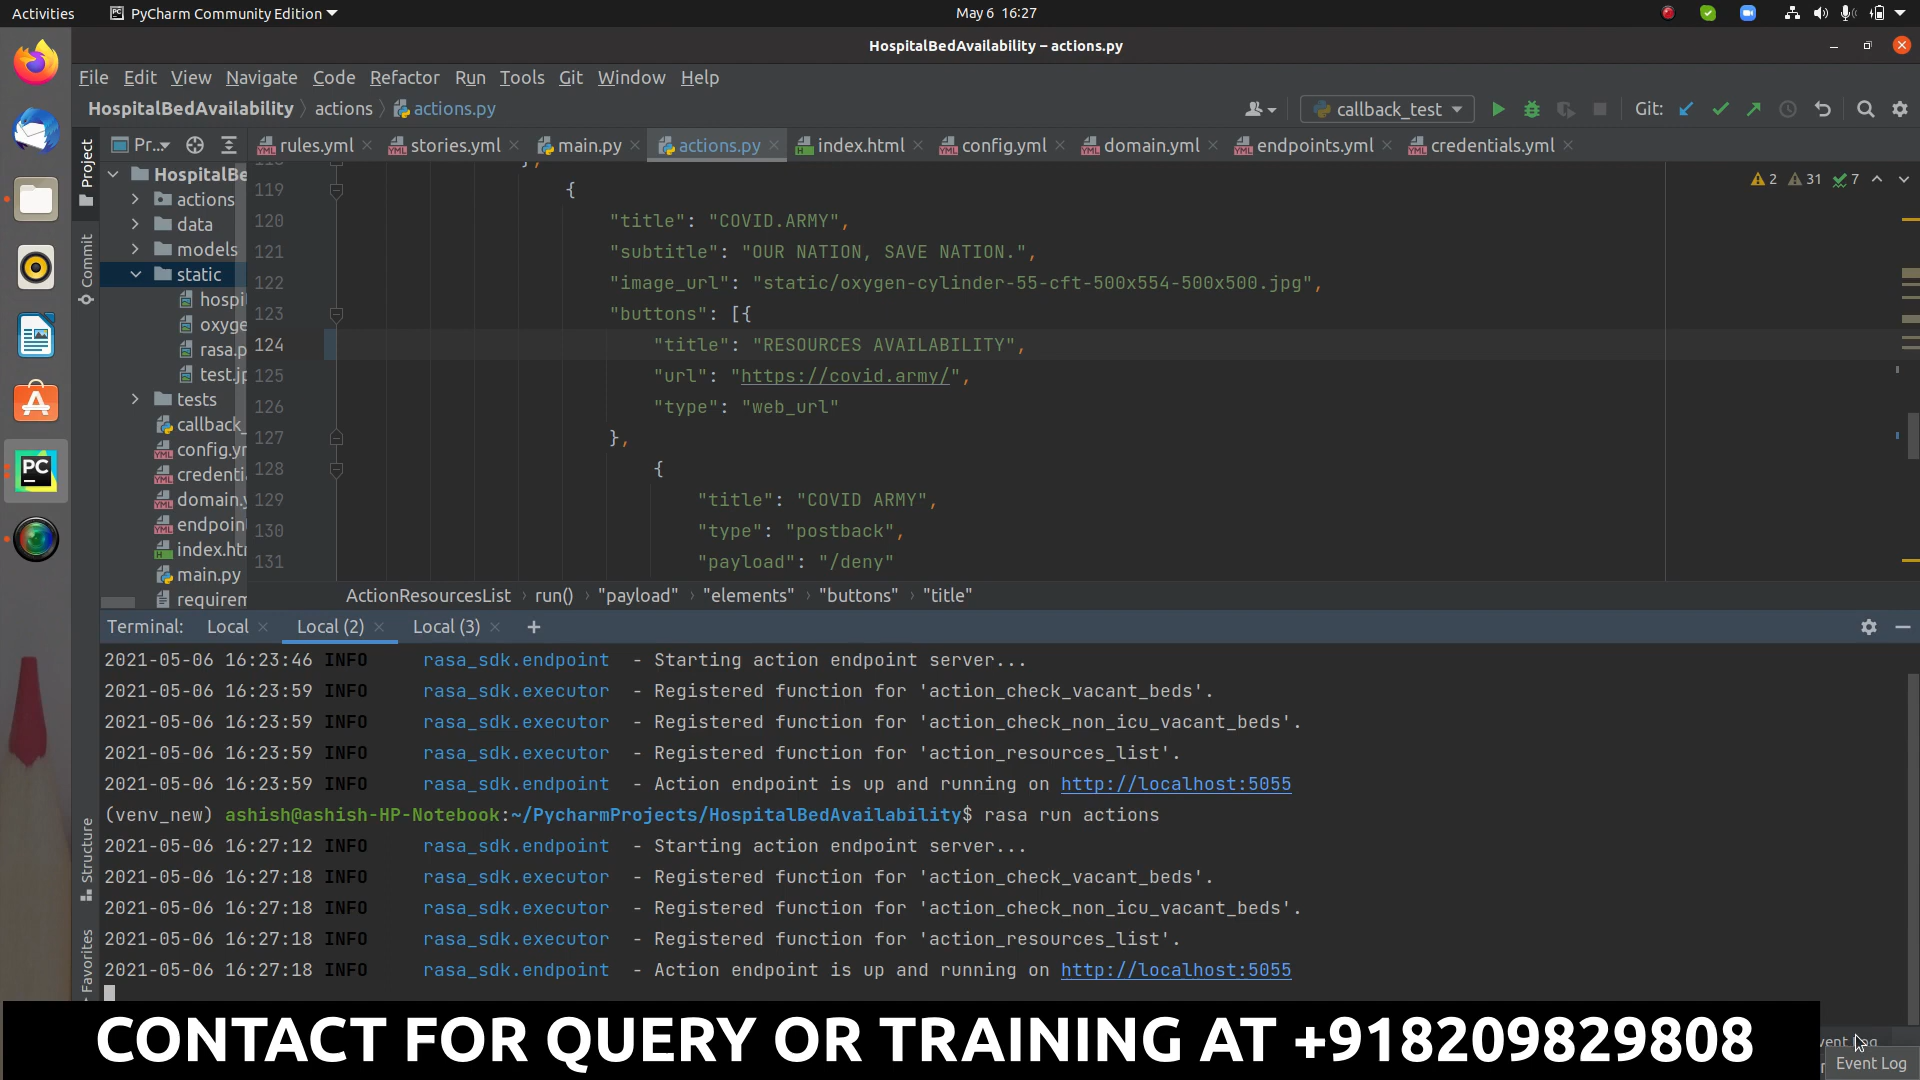 Activities PyCharm Community Edition May 6 16:27
HospitalBedAvailability – actions.py
File Edit View Navigate Code Refactor Run Tools Git Window Help
HospitalBedAvailability actions actions.py callback_test Git:
Project Pr... rules.yml stories.yml main.py actions.py index.html config.yml domain.yml endpoints.yml credentials.yml
HospitalBe
actions
data
models
static
hospi
oxyge
rasa.p
test.jp
tests
callback_
config.ym
credenti
domain.y
endpoin
index.htm
main.py
requirem
Commit
Structure
Favorites
2 31 7
119 {
120 "title": "COVID.ARMY",
121 "subtitle": "OUR NATION, SAVE NATION.",
122 "image_url": "static/oxygen-cylinder-55-cft-500x554-500x500.jpg",
123 "buttons": [{
124 "title": "RESOURCES AVAILABILITY",
125 "url": "https://covid.army/",
126 "type": "web_url"
127 },
128 {
129 "title": "COVID ARMY",
130 "type": "postback",
131 "payload": "/deny"
ActionResourcesList › run() › "payload" › "elements" › "buttons" › "title"
Terminal: Local Local (2) Local (3) +
2021-05-06 16:23:46 INFO rasa_sdk.endpoint - Starting action endpoint server...
2021-05-06 16:23:59 INFO rasa_sdk.executor - Registered function for 'action_check_vacant_beds'.
2021-05-06 16:23:59 INFO rasa_sdk.executor - Registered function for 'action_check_non_icu_vacant_beds'.
2021-05-06 16:23:59 INFO rasa_sdk.executor - Registered function for 'action_resources_list'.
2021-05-06 16:23:59 INFO rasa_sdk.endpoint - Action endpoint is up and running on http://localhost:5055
(venv_new) ashish@ashish-HP-Notebook:~/PycharmProjects/HospitalBedAvailability$ rasa run actions
2021-05-06 16:27:12 INFO rasa_sdk.endpoint - Starting action endpoint server...
2021-05-06 16:27:18 INFO rasa_sdk.executor - Registered function for 'action_check_vacant_beds'.
2021-05-06 16:27:18 INFO rasa_sdk.executor - Registered function for 'action_check_non_icu_vacant_beds'.
2021-05-06 16:27:18 INFO rasa_sdk.executor - Registered function for 'action_resources_list'.
2021-05-06 16:27:18 INFO rasa_sdk.endpoint - Action endpoint is up and running on http://localhost:5055
CONTACT FOR QUERY OR TRAINING AT +918209829808
Event Log